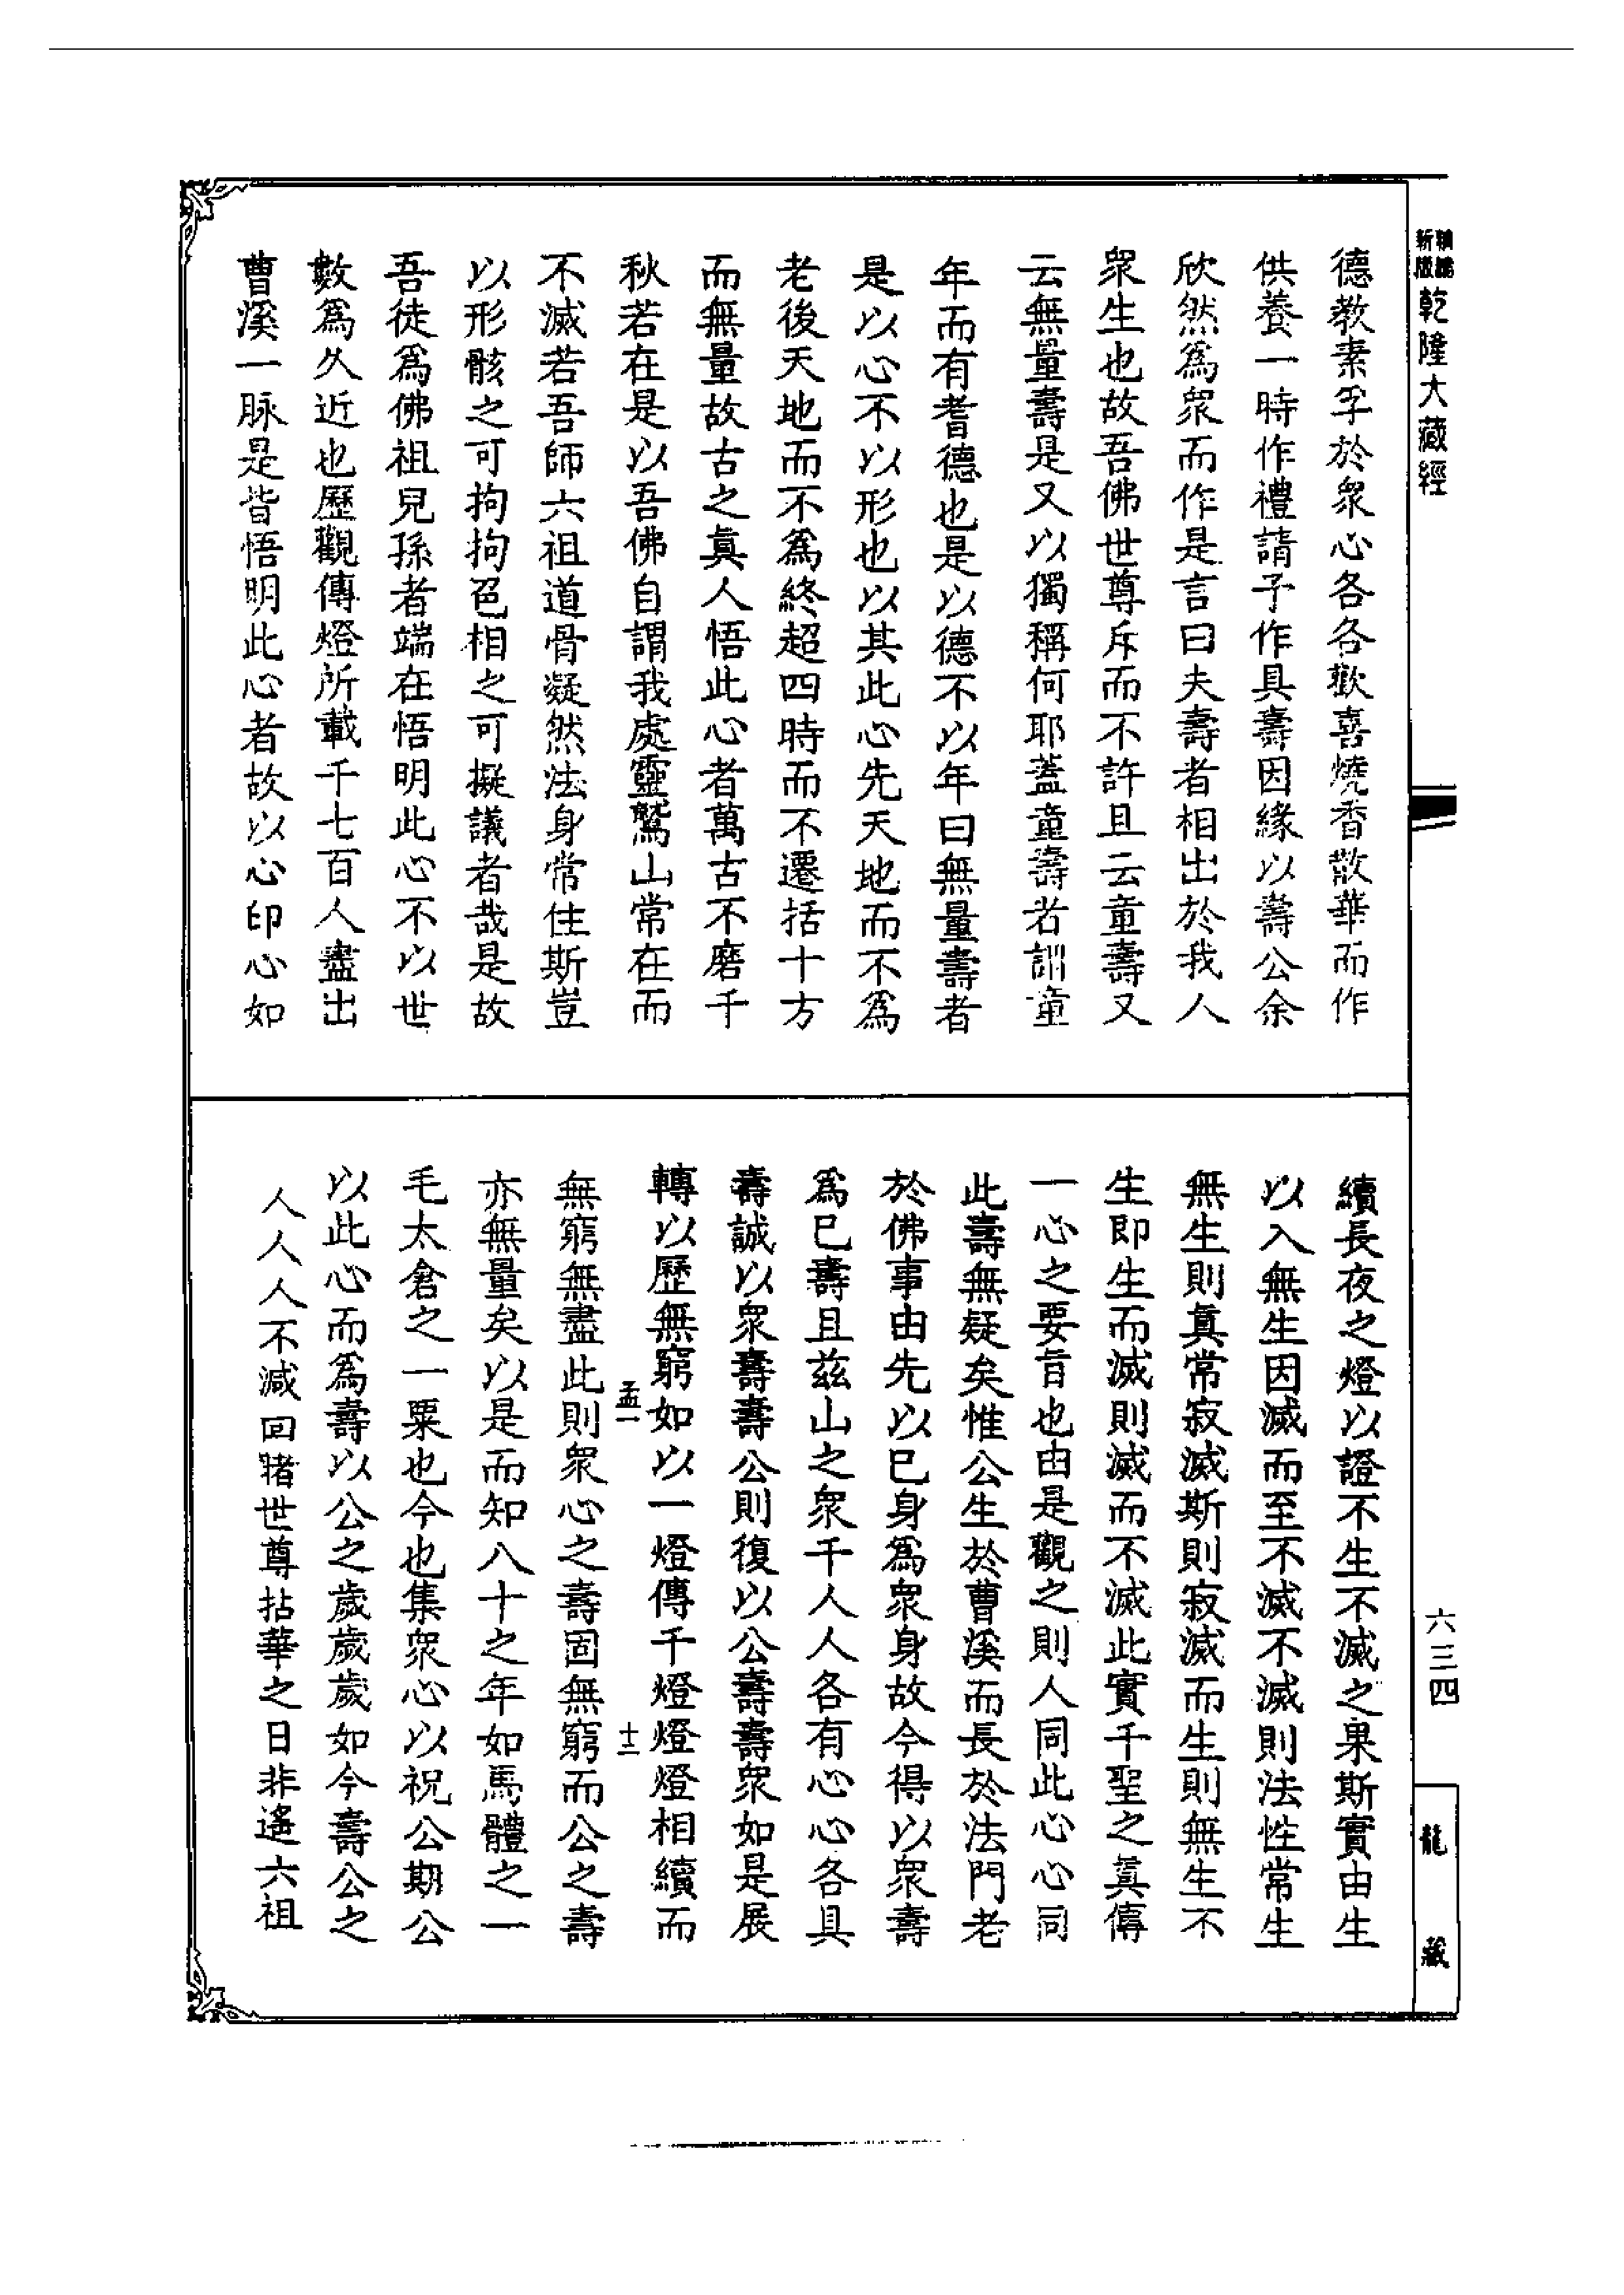 精編新版
乾隆大藏經
德教素孚於衆心各各歡喜燒香散華而作
供養一時作禮請予作具壽因緣以壽公余
欣然爲衆而作是言曰夫壽者相出於我人
衆生也故吾佛世尊斥而不許且云童壽又
云無量壽是又以獨稱何耶蓋童壽者謂童
年而有耆德也是以德不以年曰無量壽者
是以心不以形也以其此心先天地而不爲
老後天地而不爲終超四時而不遷括十方
而無量故古之眞人悟此心者萬古不磨千
秋若在是以吾佛自謂我處靈鷲山常在而
不滅若吾師六祖道骨凝然法身常住斯豈
以形骸之可拘拘色相之可擬議者哉是故
吾徒爲佛祖兒孫者端在悟明此心不以世
數爲久近也歷觀傳燈所載千七百人盡出
曹溪一脉是皆悟明此心者故以心印心如
續長夜之燈以證不生不滅之果斯實由生
以入無生因滅而至不滅不滅則法性常生
無生則眞常寂滅斯則寂滅而生則無生不
生即生而滅則滅而不滅此實千聖之眞傳
一心之要旨也由是觀之則人同此心心同
此壽無疑矣惟公生於曹溪而長於法門老
於佛事由先以巳身爲衆身故今得以衆壽
爲巳壽且兹山之衆千人人各有心心各具
壽誠以衆壽壽公則復以公壽壽衆如是展
轉以歷無窮如以一燈傳千燈燈燈相續而
無窮無盡此則衆心之壽固無窮而公之壽
亦無量矣以是而知八十之年如馬體之一
毛太倉之一粟也今也集衆心以祝公期公
以此心而爲壽以公之歲歲歲如今壽公之
人人人不減回睹世尊拈華之日非遙六祖
十二
六三四
龍藏